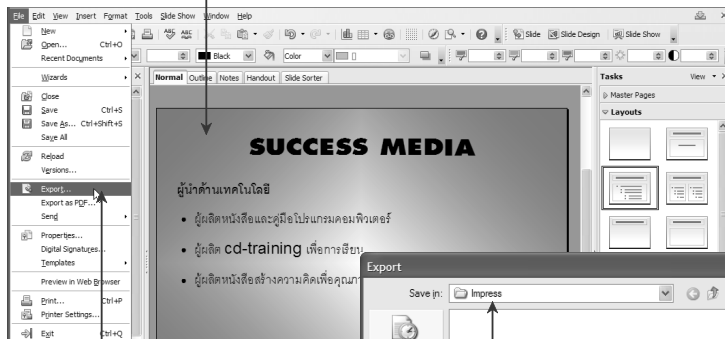 File Edit View Insert Format Tools Slide Show Window Help
New
Open... Ctrl+O
Recent Documents
Wizards
Close
Save Ctrl+S
Save As... Ctrl+Shift+S
Save All
Reload
Versions...
Export...
Export as PDF...
Send
Properties...
Digital Signatures...
Templates
Preview in Web Browser
Print... Ctrl+P
Printer Settings...
Exit Ctrl+Q
Slide Slide Design Slide Show
Black Color
Normal Outline Notes Handout Slide Sorter
SUCCESS MEDIA
ผู้นำด้านเทคโนโลยี
• ผู้ผลิตหนังสือและคู่มือโปรแกรมคอมพิวเตอร์
• ผู้ผลิต cd-training เพื่อการเรียน
• ผู้ผลิตหนังสือสร้างความคิดเพื่อคุณภา
Tasks View
Master Pages
Layouts
Export
Save in: Impress